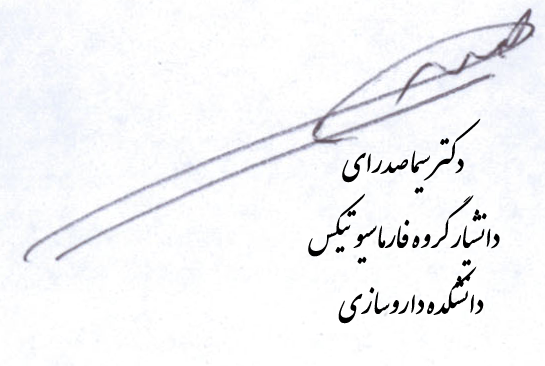 دکتر سیما صدرای
دانشیار گروه فارماسیوتیکس
دانشکده داروسازی